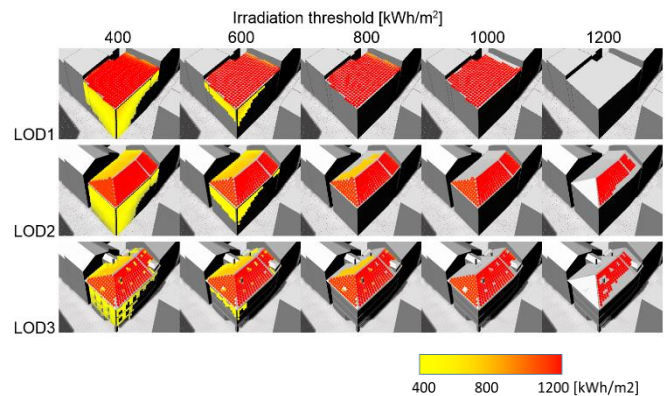 Irradiation threshold [kWh/m²]
400 600 800 1000 1200
LOD1
LOD2
LOD3
400 800 1200 [kWh/m2]